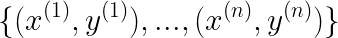 {(x^{(1)}, y^{(1)}), ..., (x^{(n)}, y^{(n)})}